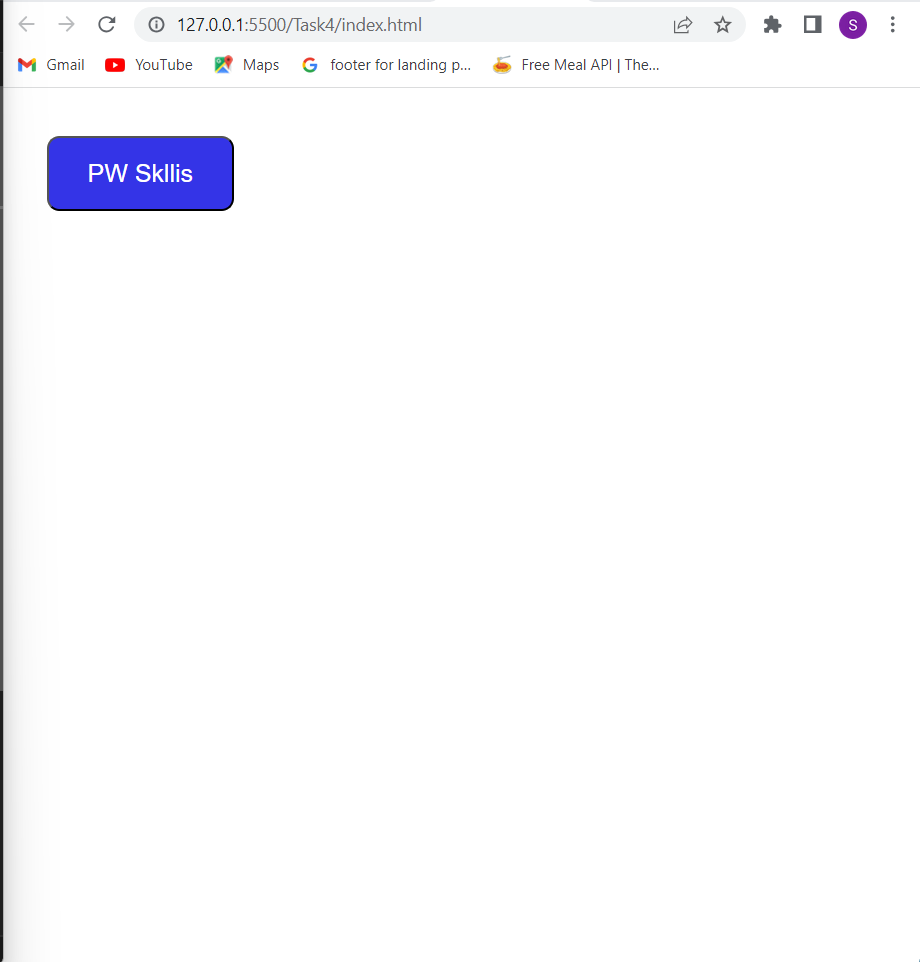 127.0.0.1:5500/Task4/index.html
S
Gmail YouTube Maps footer for landing p... Free Meal API | The...
PW Skllis